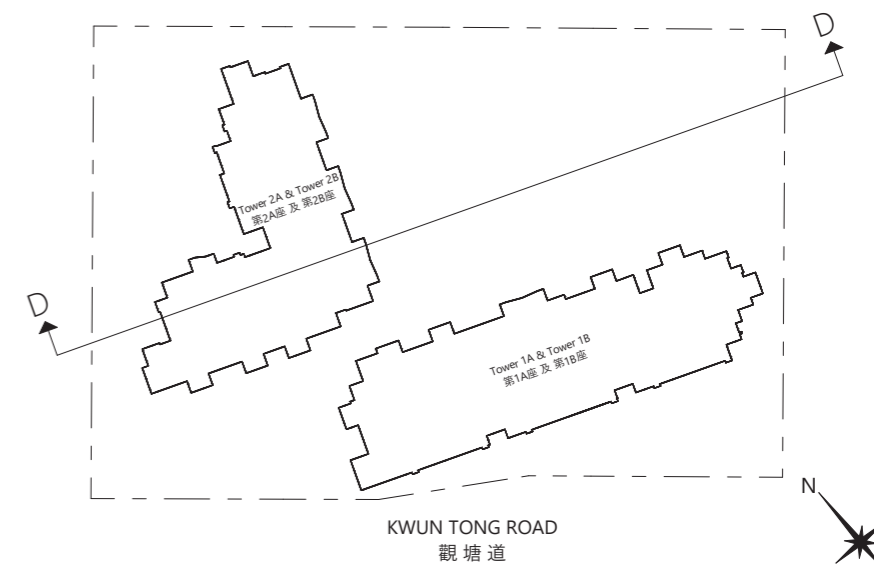 D
Tower 2A & Tower 2B
第2A座 及 第2B座
D
Tower 1A & Tower 1B
第1A座 及 第1B座
N
KWUN TONG ROAD
觀塘道